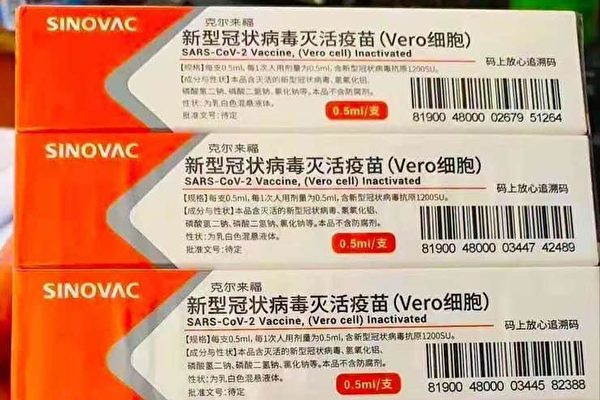 SINOVAC
克尔来福
新型冠状病毒灭活疫苗(Vero细胞)
SARS-CoV-2 Vaccine, (Vero cell) Inactivated
[规格]每支0.5ml,每1次人用剂量为0.5ml,含新型冠状病毒抗原1200SU。
[成分与性状]本品含灭活的新型冠状病毒、氢氧化铝、
磷酸氢二钠、磷酸二氢钠、氯化钠等。本品不含防腐剂。
性状:为乳白色混悬液体。
批准文号:待定
0.5ml/支
码上放心追溯码
81900 48000 02679 51264
SINOVAC
克尔来福
新型冠状病毒灭活疫苗(Vero细胞)
SARS-CoV-2 Vaccine, (Vero cell) Inactivated
[规格]每支0.5ml,每1次人用剂量为0.5ml,含新型冠状病毒抗原1200SU。
[成分与性状]本品含灭活的新型冠状病毒、氢氧化铝、
磷酸氢二钠、磷酸二氢钠、氯化钠等。本品不含防腐剂。
性状:为乳白色混悬液体。
批准文号:待定
0.5ml/支
码上放心追溯码
81900 48000 03447 42489
SINOVAC
克尔来福
新型冠状病毒灭活疫苗(Vero细胞)
SARS-CoV-2 Vaccine, (Vero cell) Inactivated
[规格]每支0.5ml,每1次人用剂量为0.5ml,含新型冠状病毒抗原1200SU。
[成分与性状]本品含灭活的新型冠状病毒、氢氧化铝、
磷酸氢二钠、磷酸二氢钠、氯化钠等。本品不含防腐剂。
性状:为乳白色混悬液体。
批准文号:待定
0.5ml/支
码上放心追溯码
81900 48000 03445 82388